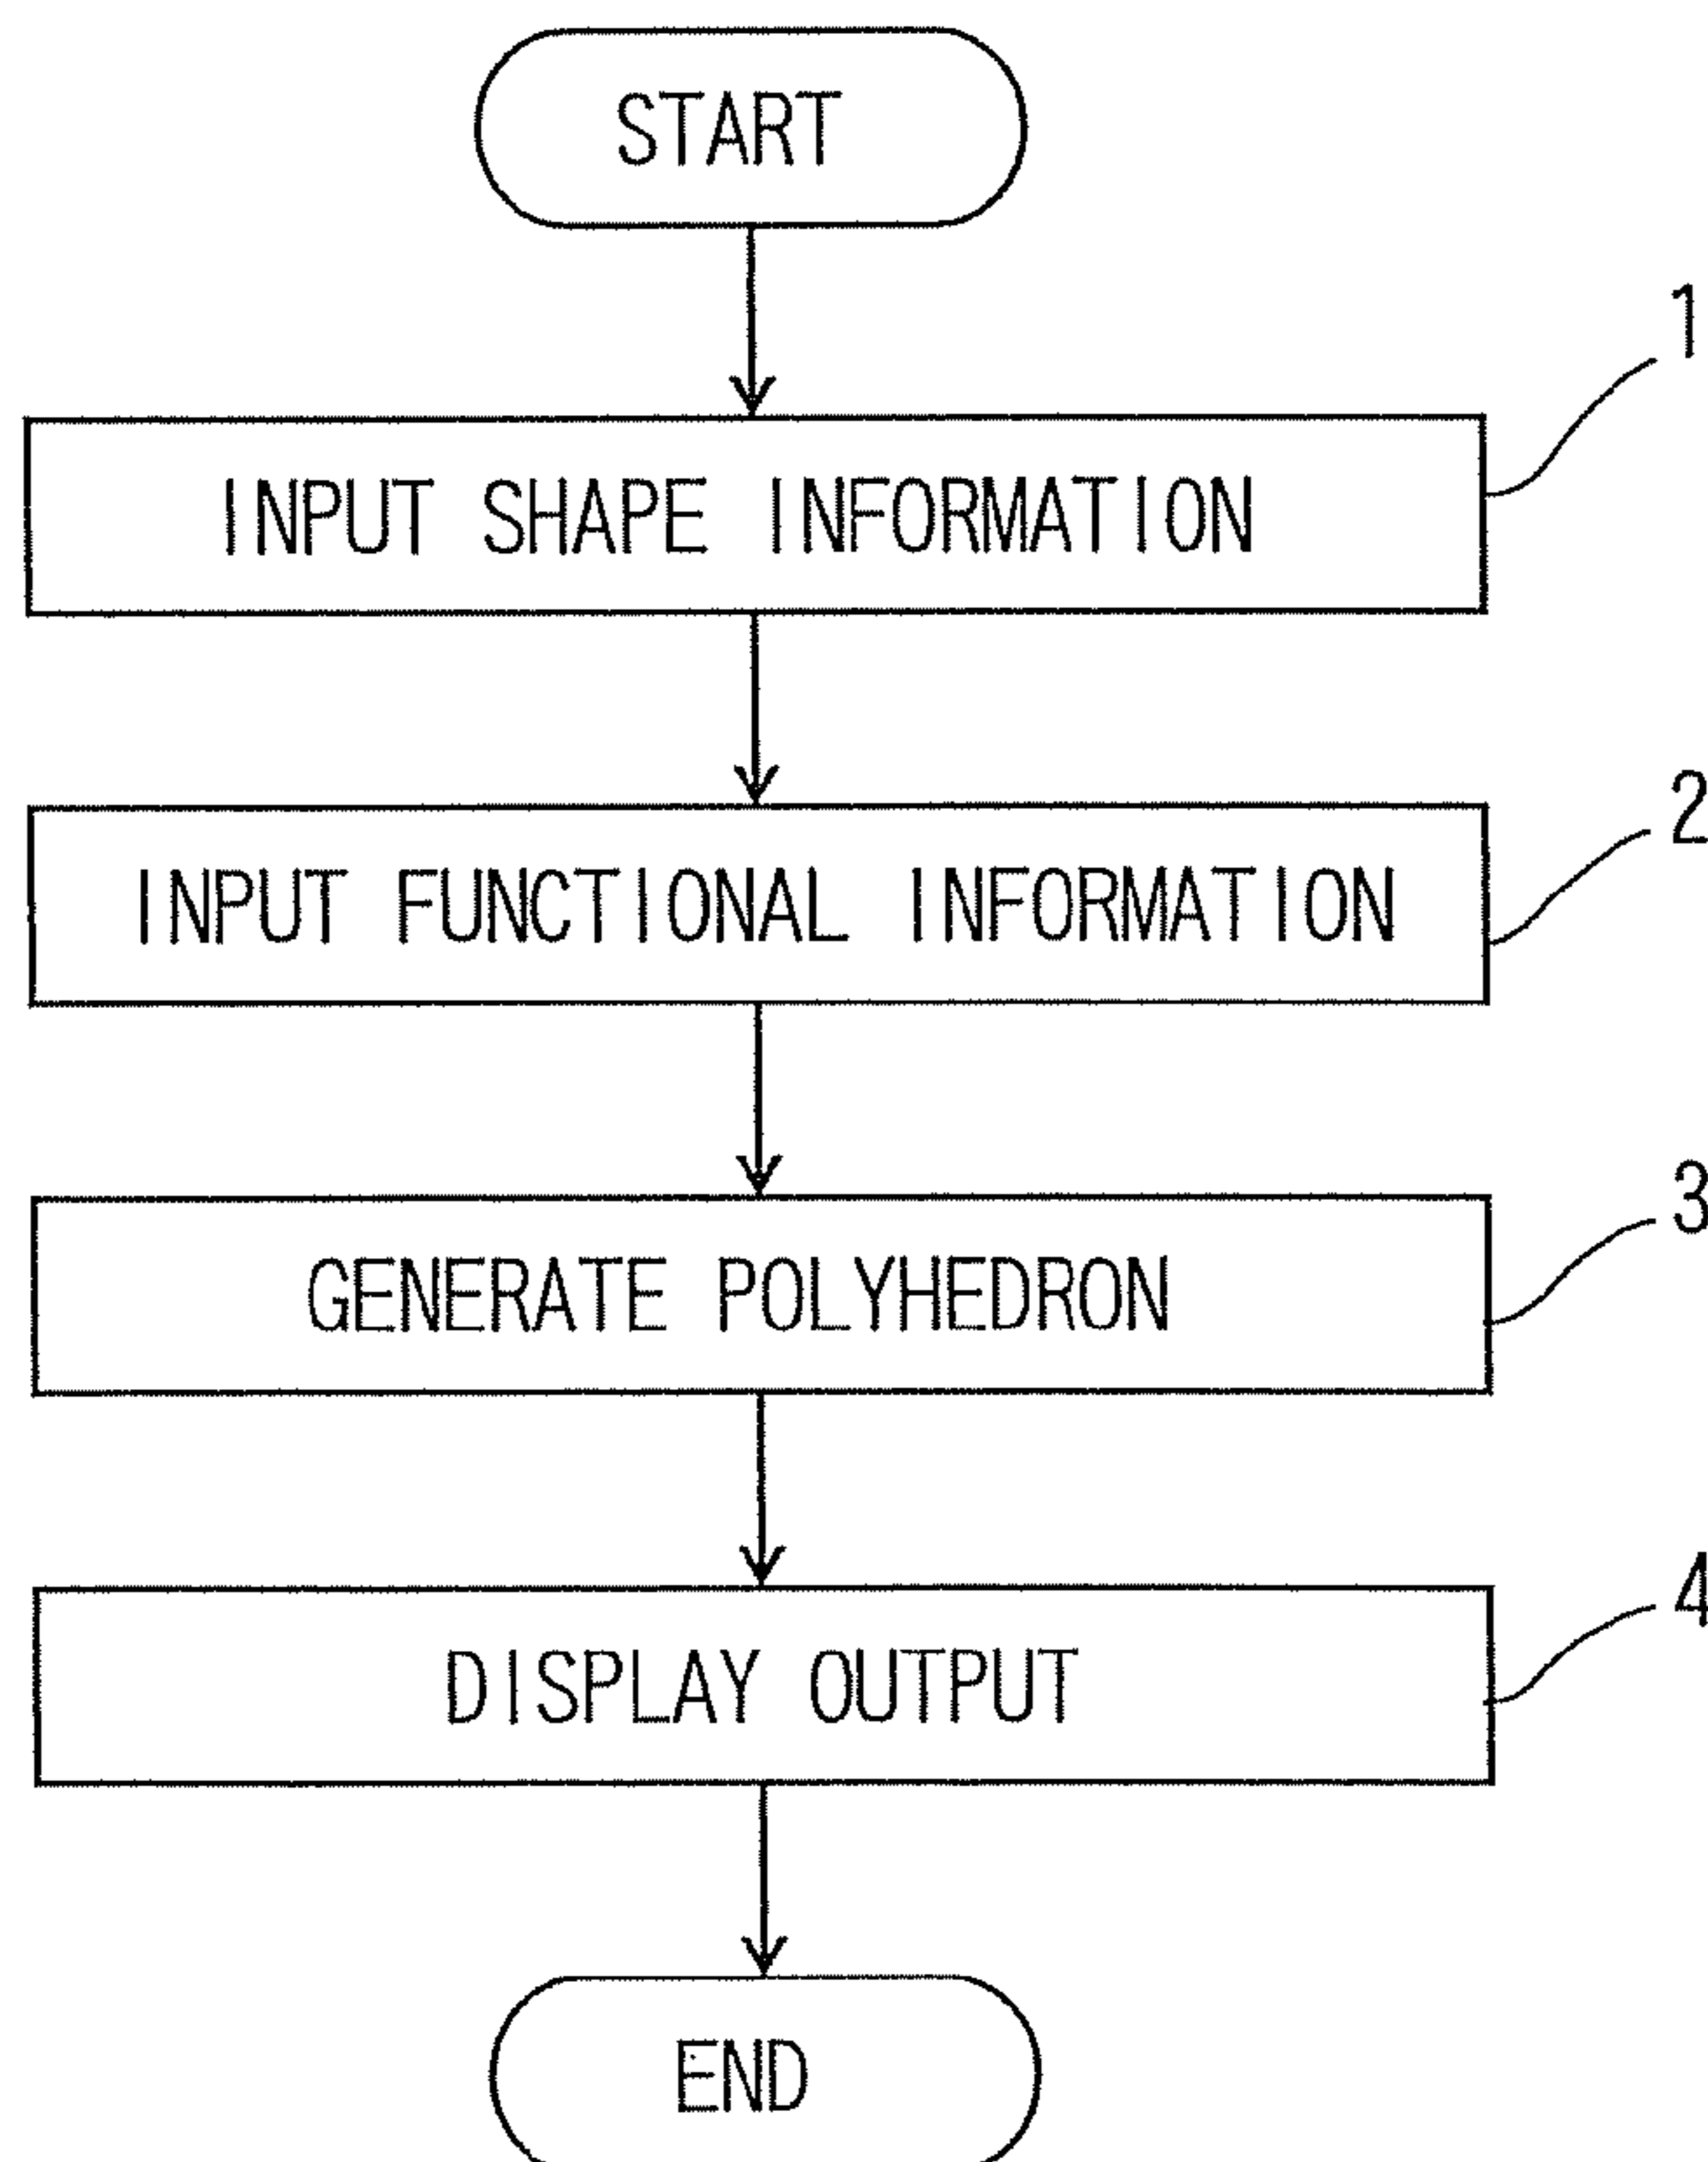 START
1
INPUT SHAPE INFORMATION
2
INPUT FUNCTIONAL INFORMATION
3
GENERATE POLYHEDRON
4
DISPLAY OUTPUT
END